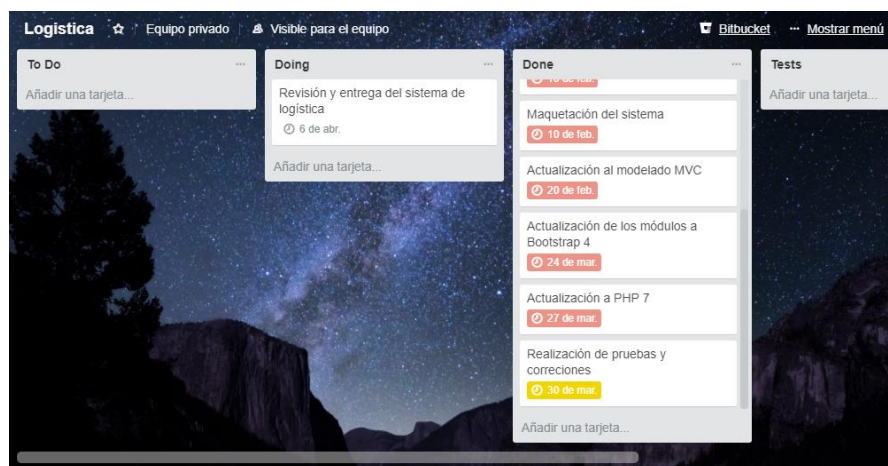 Logistica
Equipo privado
Visible para el equipo
Bitbucket
··· Mostrar menú
To Do
Añadir una tarjeta...
Doing
Revisión y entrega del sistema de
logística
6 de abr.
Añadir una tarjeta...
Done
Maquetación del sistema
10 de feb.
Actualización al modelado MVC
20 de feb.
Actualización de los módulos a
Bootstrap 4
24 de mar.
Actualización a PHP 7
27 de mar.
Realización de pruebas y
correciones
30 de mar.
Añadir una tarjeta...
Tests
Añadir una tarjeta...